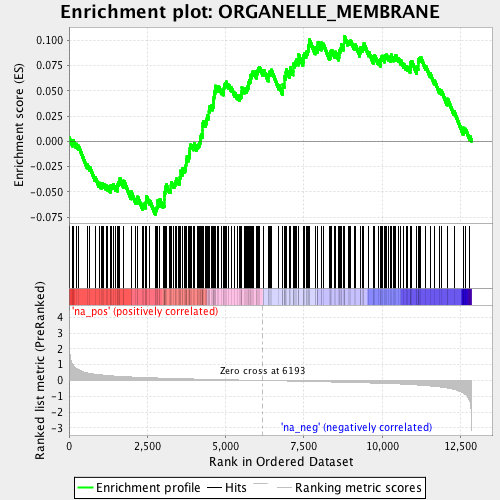 Enrichment plot: ORGANELLE_MEMBRANE
Enrichment score (ES)
0.100
0.075
0.050
0.025
0.000
-0.025
-0.050
-0.075
'na_pos' (positively correlated)
Ranked list metric (PreRanked)
4
3
2
1
0
-1
-2
-3
Zero cross at 6193
'na_neg' (negatively correlated)
0
2,500
5,000
7,500
10,000
12,500
Rank in Ordered Dataset
Enrichment profile
Hits
Ranking metric scores